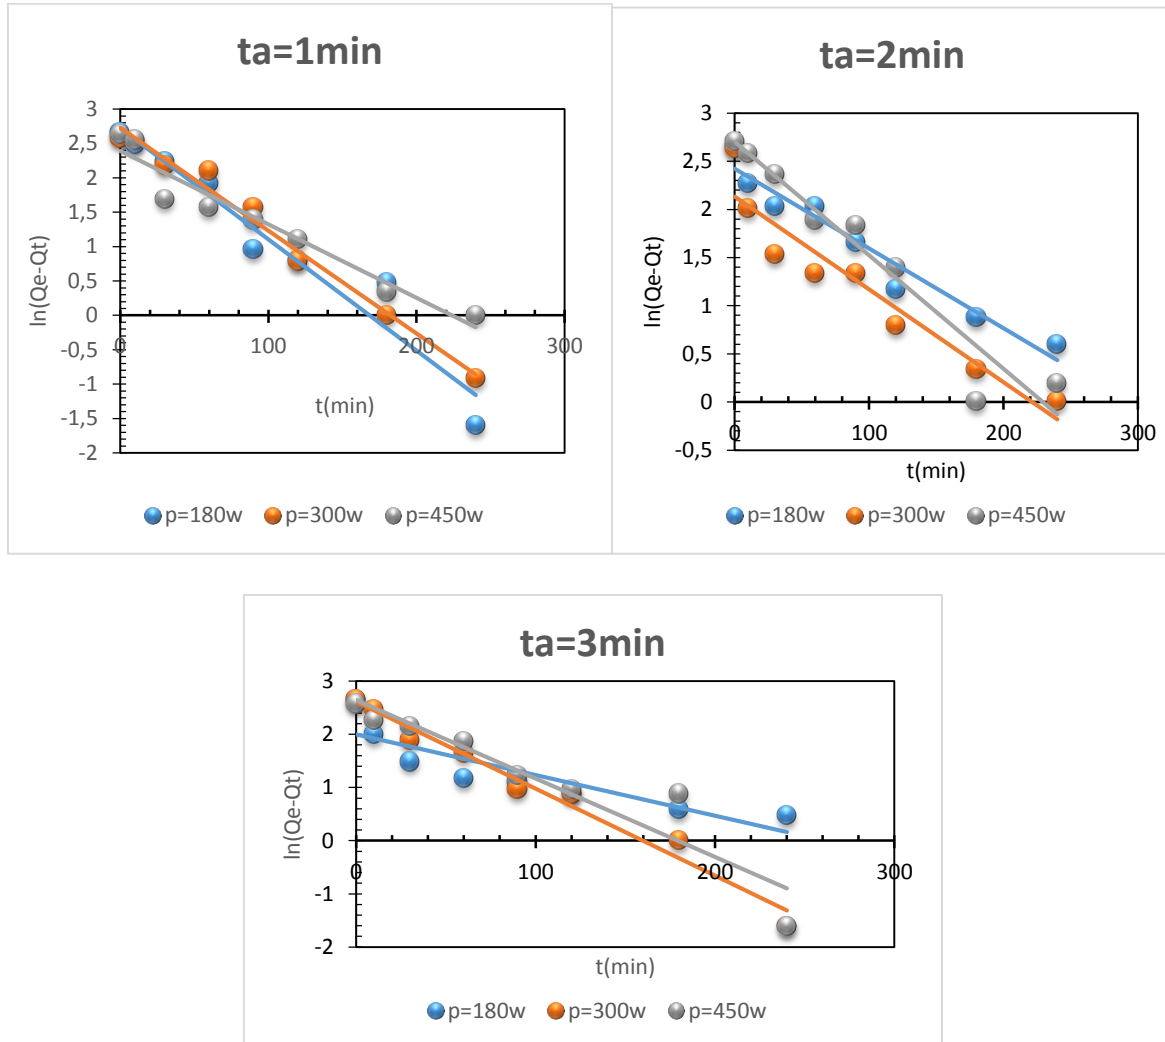 ta=1min
ln(Qe-Qt)
3
2,5
2
1,5
1
0,5
0
-0,5
-1
-1,5
-2
0 100 200 300
t(min)
p=180w p=300w p=450w
ta=2min
ln(Qe-Qt)
3
2,5
2
1,5
1
0,5
0
-0,5
0 100 200 300
t(min)
p=180w p=300w p=450w
ta=3min
ln(Qe-Qt)
3
2
1
0
-1
-2
0 100 200 300
t(min)
p=180w p=300w p=450w